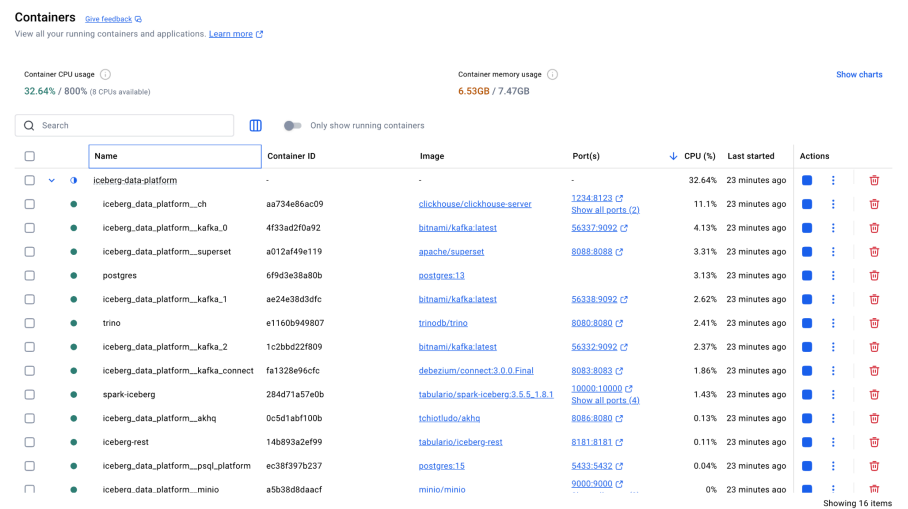 Containers Give feedback
View all your running containers and applications. Learn more
Container CPU usage
32.64% / 800% (8 CPUs available)
Container memory usage
6.53GB / 7.47GB
Show charts
Search
Only show running containers
Name Container ID Image Port(s) CPU (%) Last started Actions
iceberg-data-platform - - - 32.64% 23 minutes ago
iceberg_data_platform__ch aa734e86ac09 clickhouse/clickhouse-server 1234:8123 Show all ports (2) 11.1% 23 minutes ago
iceberg_data_platform__kafka_0 4f33ad2f0a92 bitnami/kafka:latest 56337:9092 4.13% 23 minutes ago
iceberg_data_platform__superset a012af49e119 apache/superset 8088:8088 3.31% 23 minutes ago
postgres 6f9d3e38a80b postgres:13 3.13% 23 minutes ago
iceberg_data_platform__kafka_1 ae24e38d3dfc bitnami/kafka:latest 56338:9092 2.62% 23 minutes ago
trino e1160b949807 trinodb/trino 8080:8080 2.41% 23 minutes ago
iceberg_data_platform__kafka_2 1c2bbd22f809 bitnami/kafka:latest 56332:9092 2.37% 23 minutes ago
iceberg_data_platform__kafka_connect fa1328e96cfc debezium/connect:3.0.0.Final 8083:8083 1.86% 23 minutes ago
spark-iceberg 284d71a57e0b tabulario/spark-iceberg:3.5.5_1.8.1 10000:10000 Show all ports (4) 1.43% 23 minutes ago
iceberg_data_platform__akhq 0c5d1abf100b tchiotludo/akhq 8086:8080 0.13% 23 minutes ago
iceberg-rest 14b893a2ef99 tabulario/iceberg-rest 8181:8181 0.11% 23 minutes ago
iceberg_data_platform__psql_platform ec38f397b237 postgres:15 5433:5432 0.04% 23 minutes ago
iceberg_data_platform__minio a5b38d8daacf minio/minio 9000:9000 0% 23 minutes ago
Showing 16 items